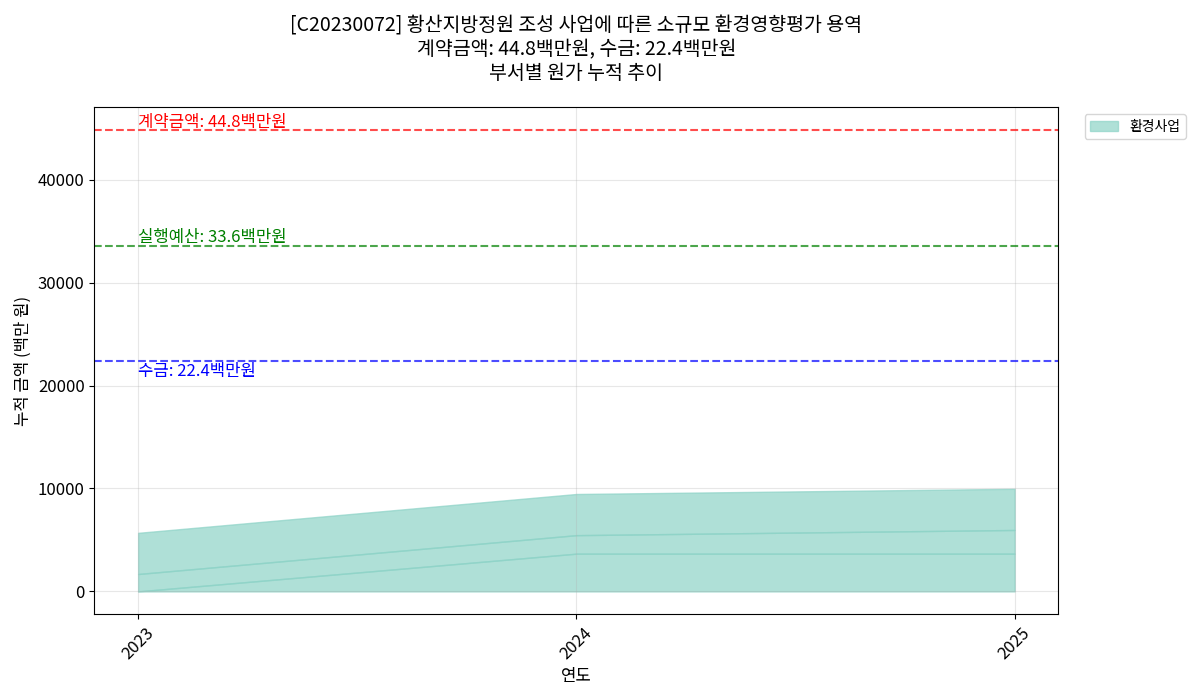 [C20230072] 황산지방정원 조성 사업에 따른 소규모 환경영향평가 용역
계약금액: 44.8백만원, 수금: 22.4백만원
부서별 원가 누적 추이
계약금액: 44.8백만원
환경사업
40000
실행예산: 33.6백만원
30000
누적 금액 (백만 원)
수금: 22.4백만원
20000
10000
0
2023
2024
2025
연도